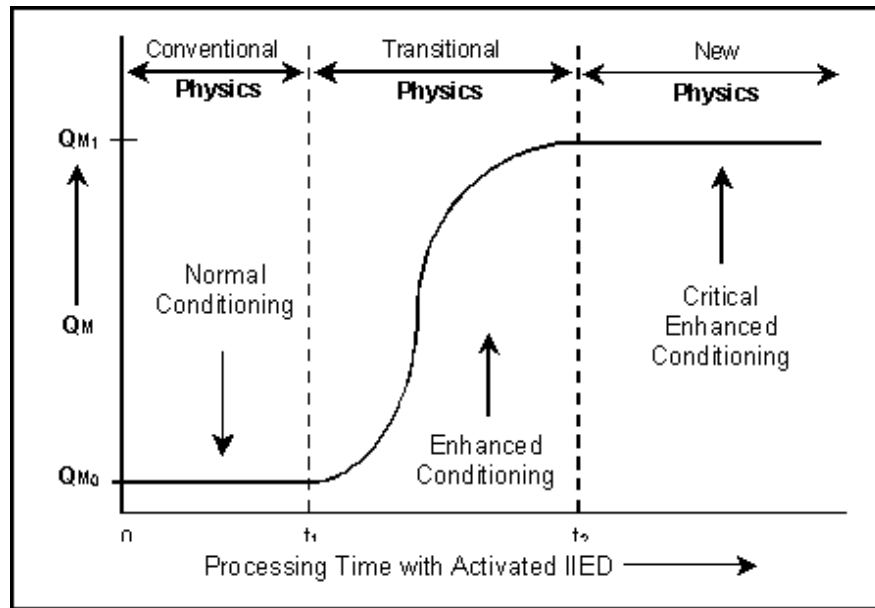 Conventional Transitional New
Physics Physics Physics
QM1
Normal
Conditioning
Critical
Enhanced
Conditioning
QM
Enhanced
Conditioning
QM0
0 t1 t2
Processing Time with Activated IIED